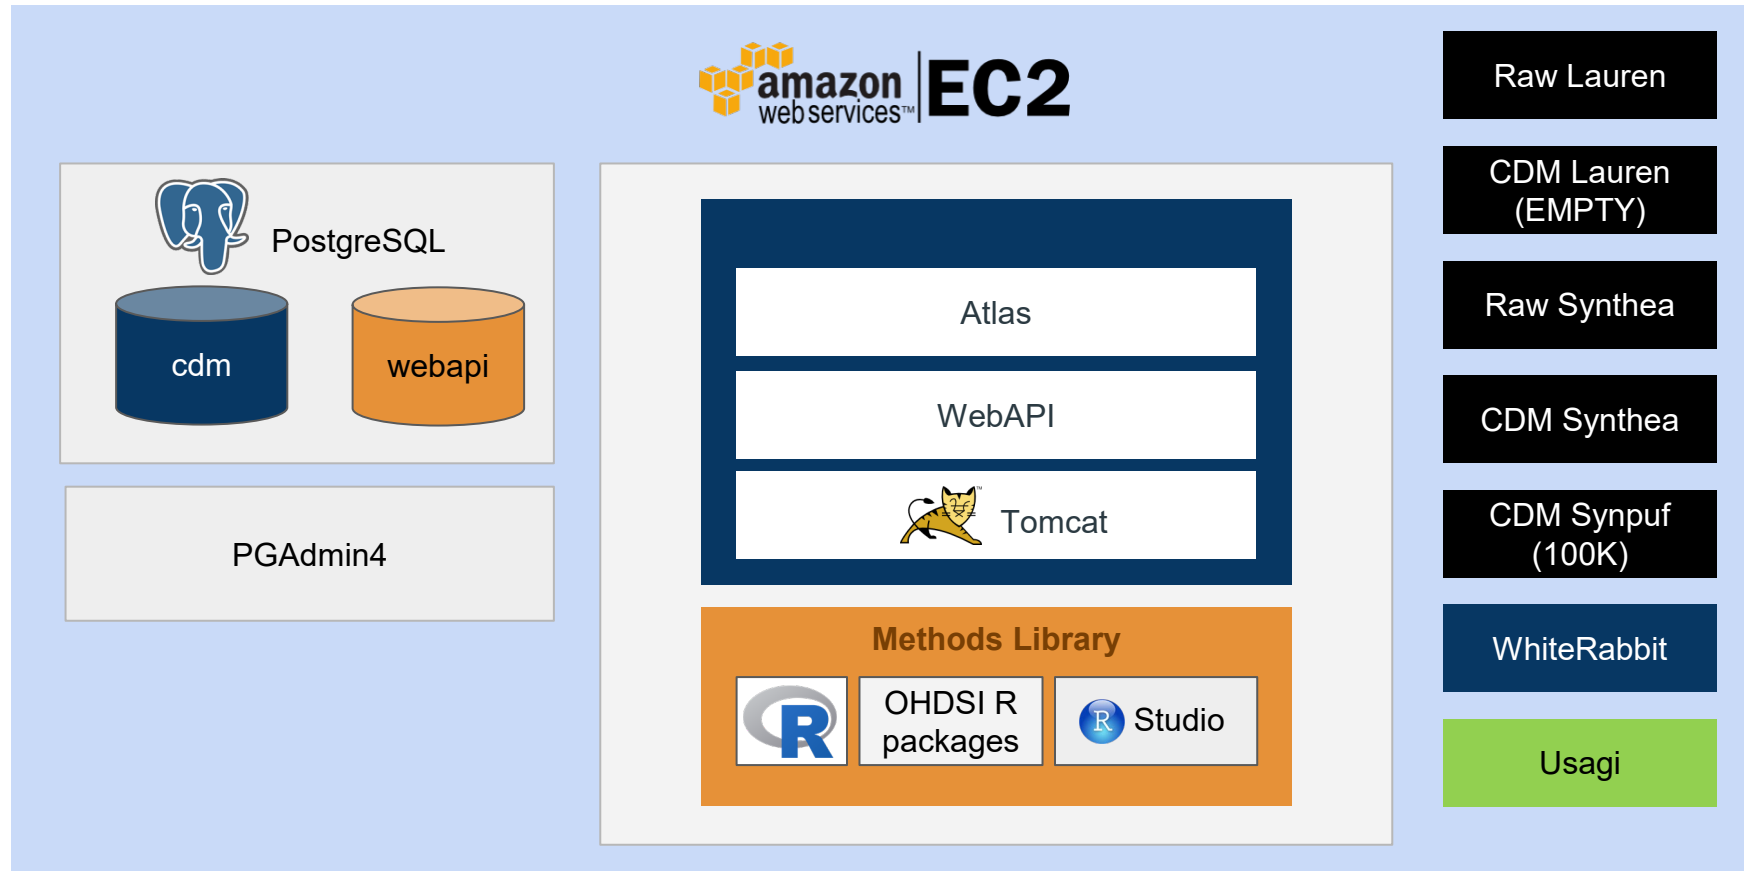 amazon
web services™
EC2
PostgreSQL
cdm
webapi
PGAdmin4
Atlas
WebAPI
Tomcat
Methods Library
R
OHDSI R
packages
R Studio
Raw Lauren
CDM Lauren
(EMPTY)
Raw Synthea
CDM Synthea
CDM Synpuf
(100K)
WhiteRabbit
Usagi